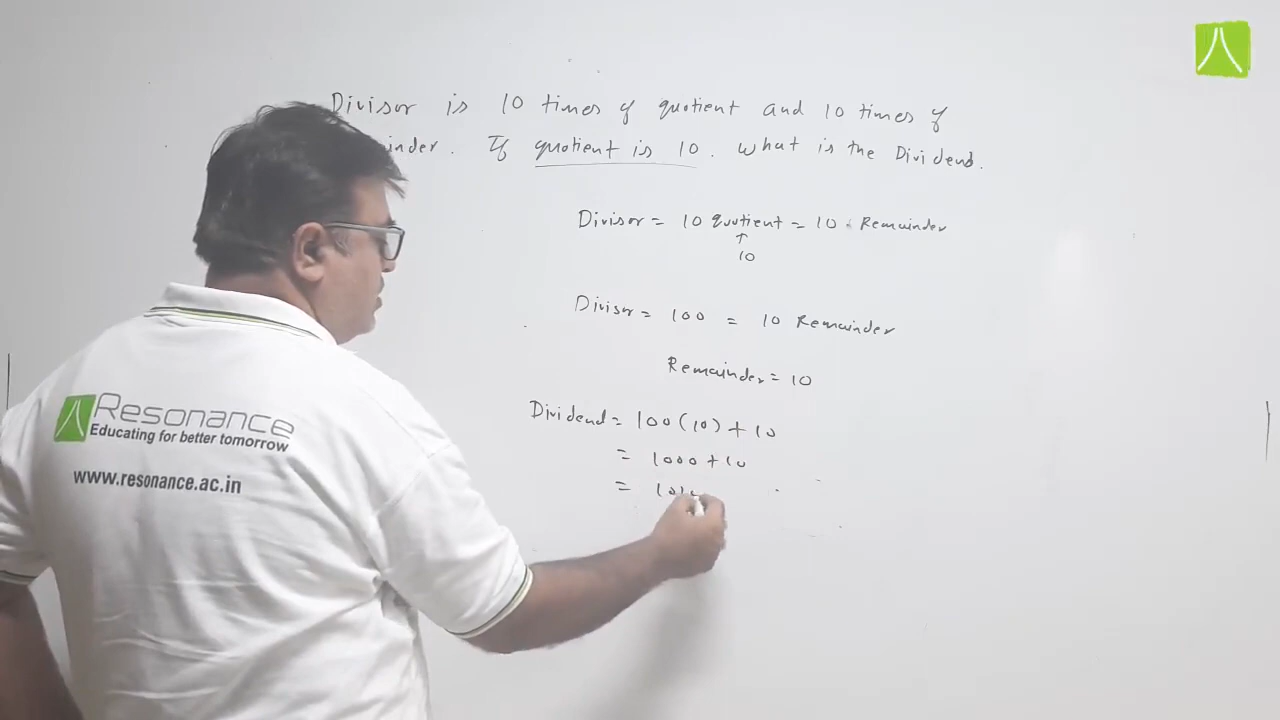 Divisor is 10 times of quotient and 10 times of
If quotient is 10. What is the Dividend.
Divisor = 10 quotient = 10 . Remainder
↑
10
Divisor = 100 = 10 Remainder
Remainder = 10
Dividend = 100 (10) + 10
= 1000 + 10
= 1010
Resonance
Educating for better tomorrow
www.resonance.ac.in